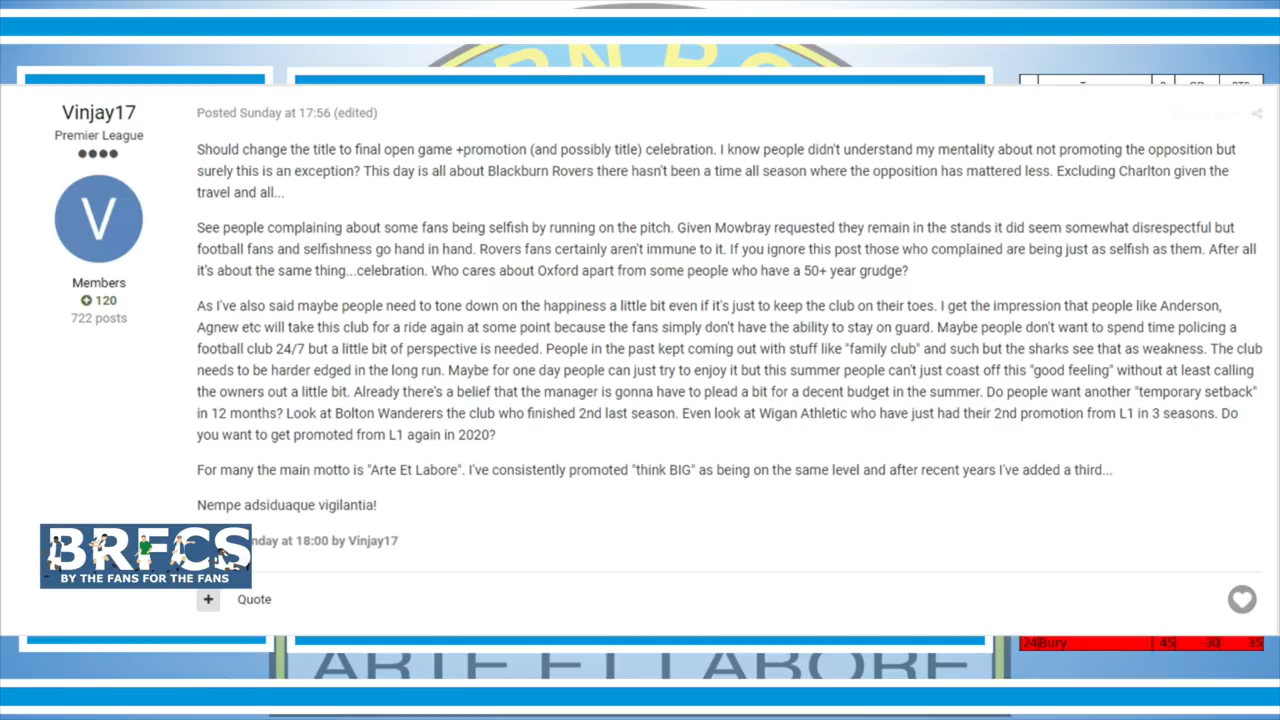 RN RO
Vinjay17
Premier League
Posted Sunday at 17:56 (edited)
Should change the title to final open game +promotion (and possibly title) celebration. I know people didn't understand my mentality about not promoting the opposition but
surely this is an exception? This day is all about Blackburn Rovers there hasn't been a time all season where the opposition has mattered less. Excluding Charlton given the
travel and all...
See people complaining about some fans being selfish by running on the pitch. Given Mowbray requested they remain in the stands it did seem somewhat disrespectful but
football fans and selfishness go hand in hand. Rovers fans certainly aren't immune to it. If you ignore this post those who complained are being just as selfish as them. After all
it's about the same thing...celebration. Who cares about Oxford apart from some people who have a 50+ year grudge?
V
Members
120
722 posts
As I've also said maybe people need to tone down on the happiness a little bit even if it's just to keep the club on their toes. I get the impression that people like Anderson,
Agnew etc will take this club for a ride again at some point because the fans simply don't have the ability to stay on guard. Maybe people don't want to spend time policing a
football club 24/7 but a little bit of perspective is needed. People in the past kept coming out with stuff like "family club" and such but the sharks see that as weakness. The club
needs to be harder edged in the long run. Maybe for one day people can just try to enjoy it but this summer people can't just coast off this "good feeling" without at least calling
the owners out a little bit. Already there's a belief that the manager is gonna have to plead a bit for a decent budget in the summer. Do people want another "temporary setback"
in 12 months? Look at Bolton Wanderers the club who finished 2nd last season. Even look at Wigan Athletic who have just had their 2nd promotion from L1 in 3 seasons. Do
you want to get promoted from L1 again in 2020?
For many the main motto is "Arte Et Labore". I've consistently promoted "think BIG" as being on the same level and after recent years I've added a third...
Nempe adsiduaque vigilantia!
nday at 18:00 by Vinjay17
BRFCS
BY THE FANS FOR THE FANS
+ Quote
24 Bury 45 -30 35
ARTE ET LABORE